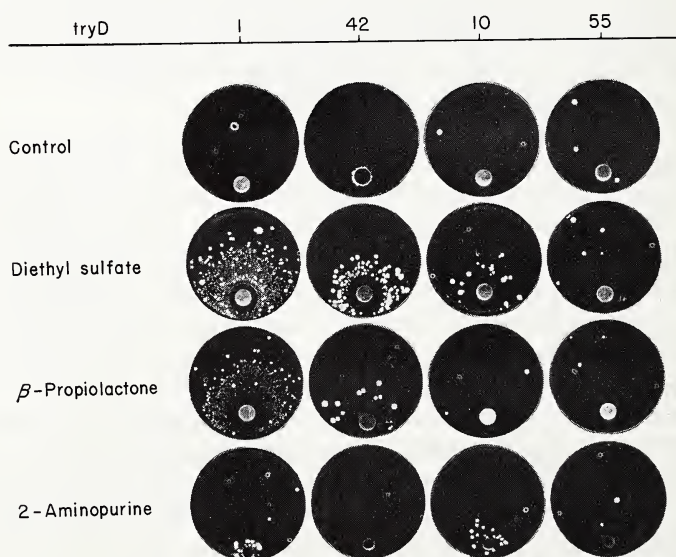 tryD 1 42 10 55
Control
Diethyl sulfate
β-Propiolactone
2-Aminopurine